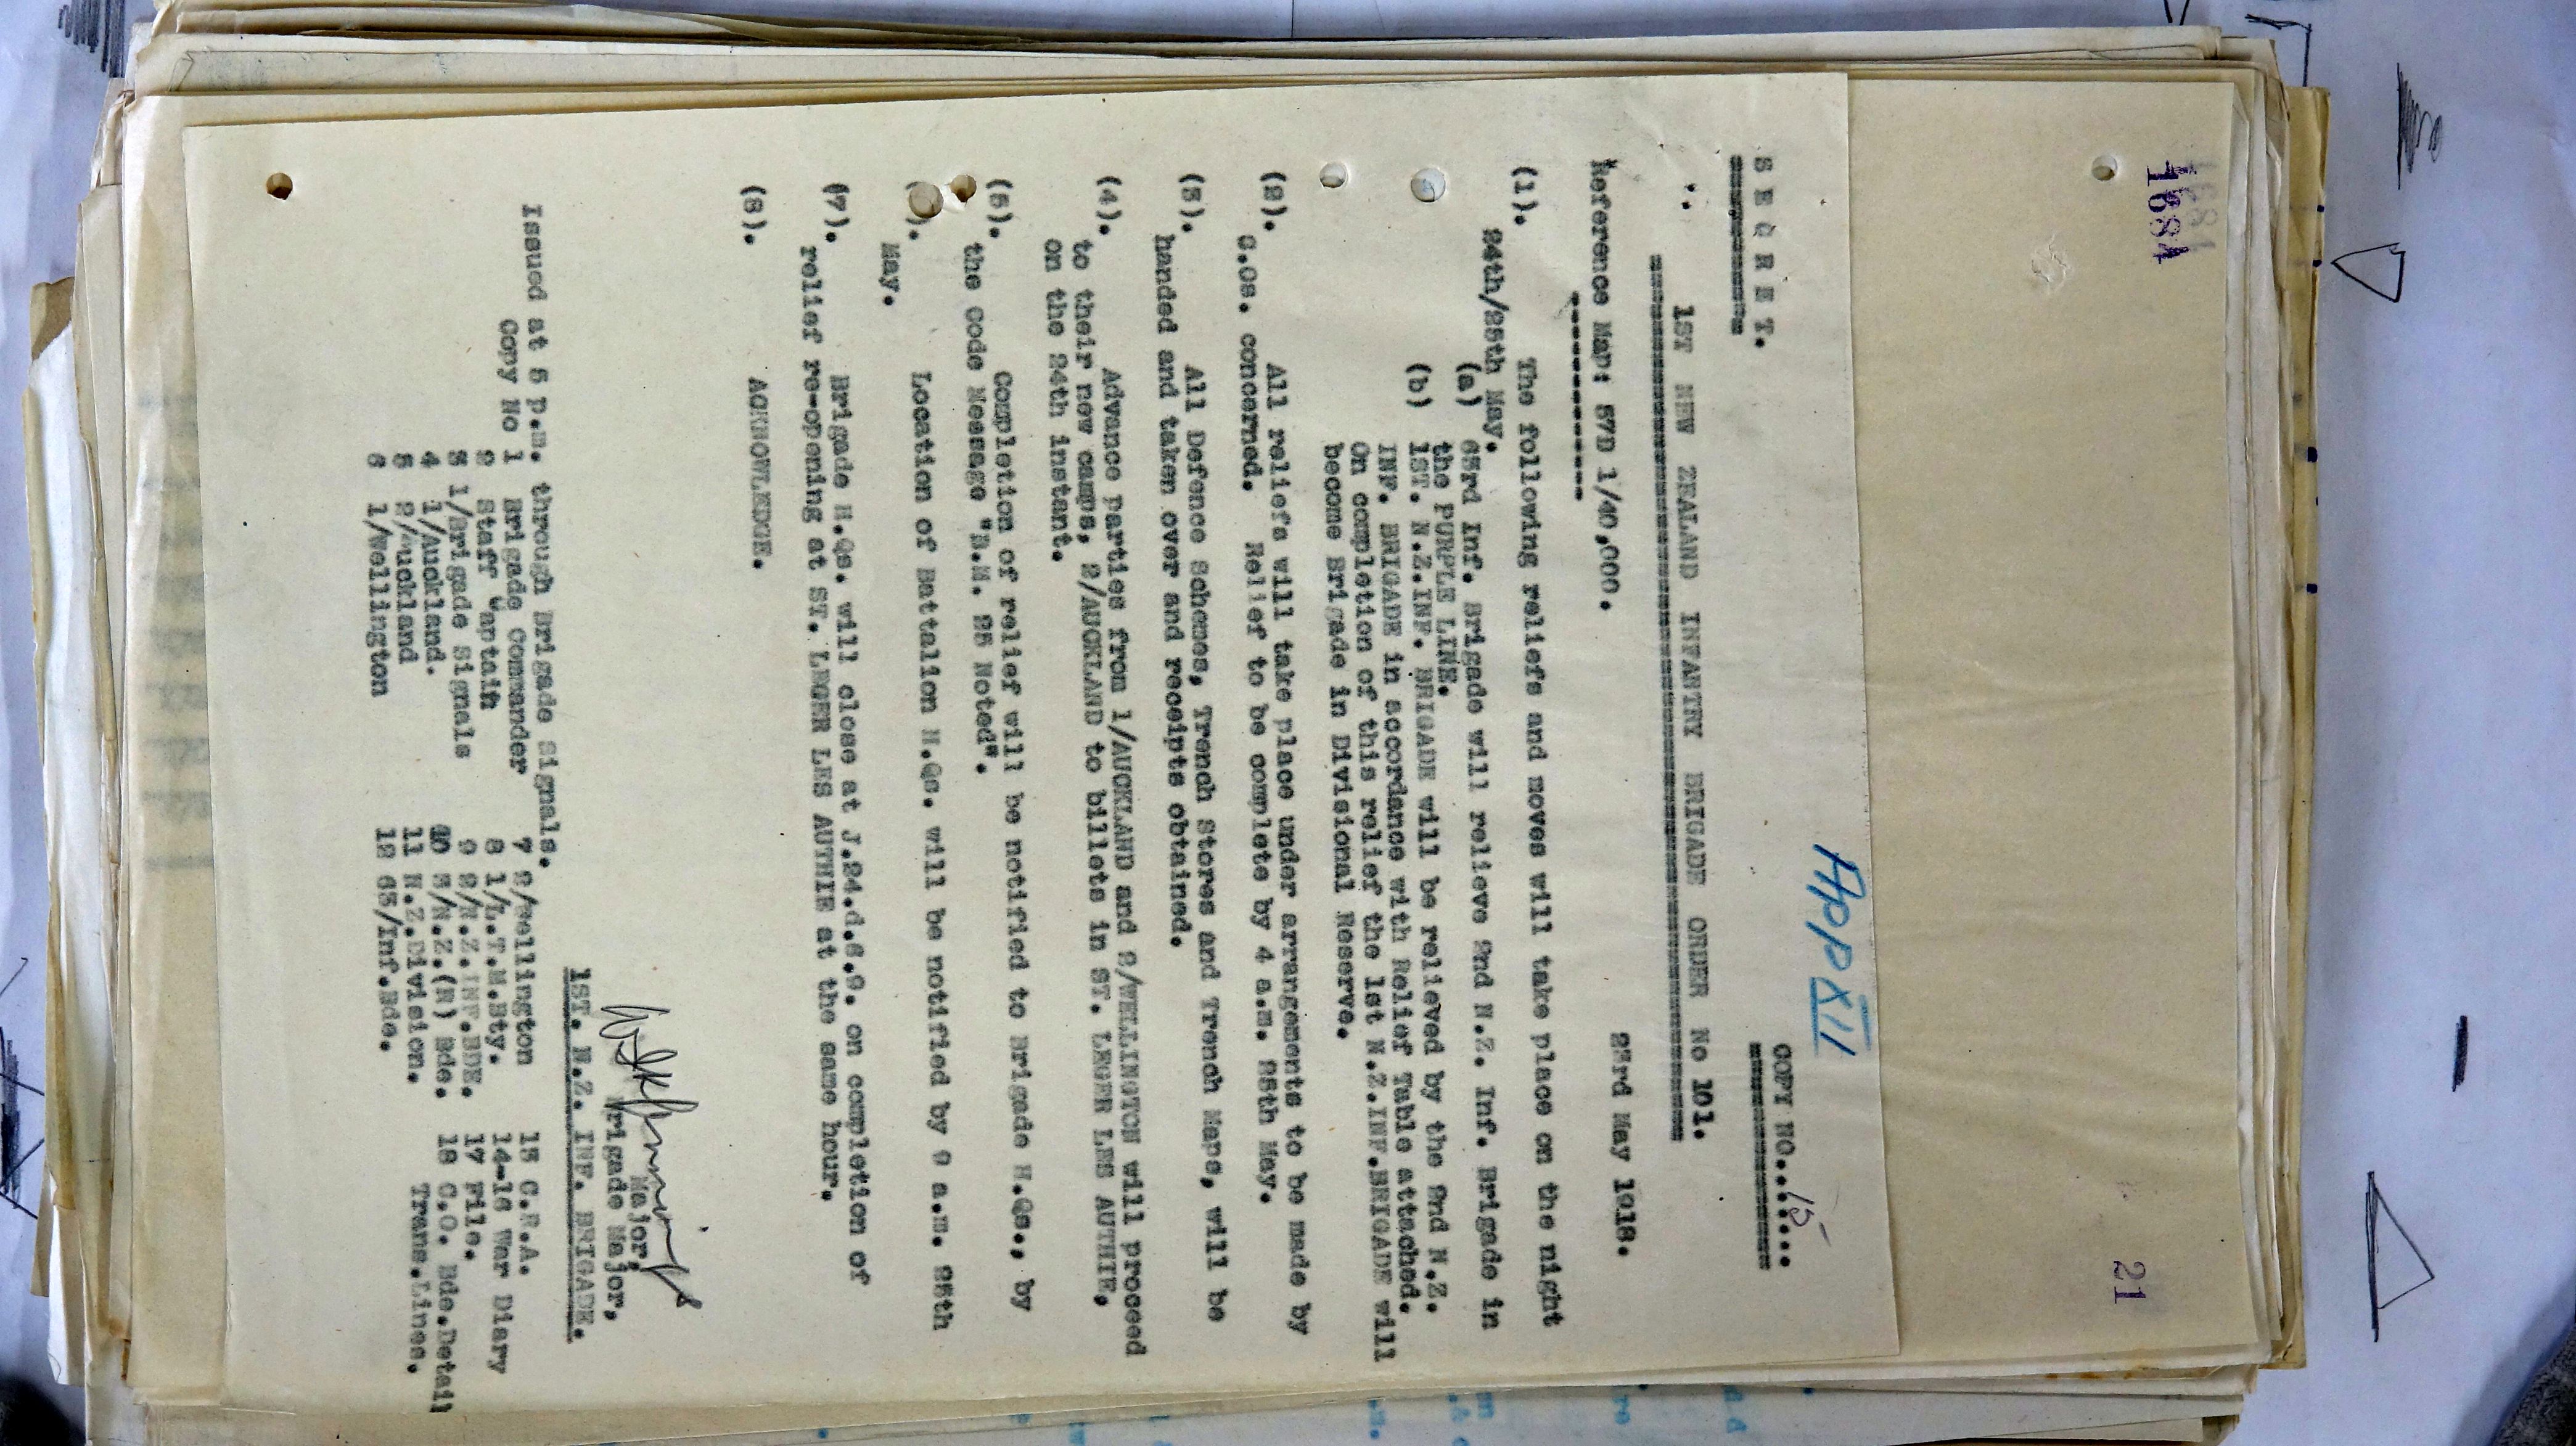 1684
21
App XII
S E C R E T.
COPY NO...15....
1ST NEW ZEALAND INFANTRY BRIGADE ORDER No 101.
Reference Map: 57D 1/40,000.
23rd May 1918.
(1). The following reliefs and moves will take place on the night
24th/25th May.
(a) 63rd Inf. Brigade will relieve 2nd N.Z. Inf. Brigade in
the PURPLE LINE.
(b) 1ST. N.Z.INF. BRIGADE will be relieved by the 2nd N.Z.
INF. BRIGADE in accordance with Relief Table attached.
On completion of this relief the 1st N.Z.INF.BRIGADE will
become Brigade in Divisional Reserve.
(2). All reliefs will take place under arrangements to be made by
C.Os. concerned. Relief to be complete by 4 a.m. 25th May.
(3). All Defence Schemes, Trench Stores and Trench Maps, will be
handed and taken over and receipts obtained.
(4). Advance Parties from 1/AUCKLAND and 2/WELLINGTON will proceed
to their new camps, 2/AUCKLAND to billets in ST. LEGER LES AUTHIE,
on the 24th instant.
(5). Completion of relief will be notified to Brigade H.Qs., by
the Code Message "B.M. 25 Noted".
). Location of Battalion H.Qs. will be notified by 9 a.m. 25th
May.
(7). Brigade H.Qs. will close at J.24.d.6.9. on completion of
relief re-opening at ST. LEGER LES AUTHIE at the same hour.
(8). ACKNOWLEDGE.
Major,
Brigade Major,
1ST. N.Z. INF. BRIGADE.
Issued at 5 p.m. through Brigade Signals.
Copy No 1 Brigade Commander 7 2/Wellington 13 C.R.A.
2 Staff Captain 8 1/L.T.M.Bty. 14-16 War Diary
3 1/Brigade Signals 9 2/N.Z.INF.BDE. 17 File.
4 1/Auckland. 10 3/N.Z.(R) Bde. 18 C.O. Bde.Detail
5 2/Auckland 11 N.Z.Division. Trans.Lines.
6 1/Wellington 12 63/Inf.Bde.